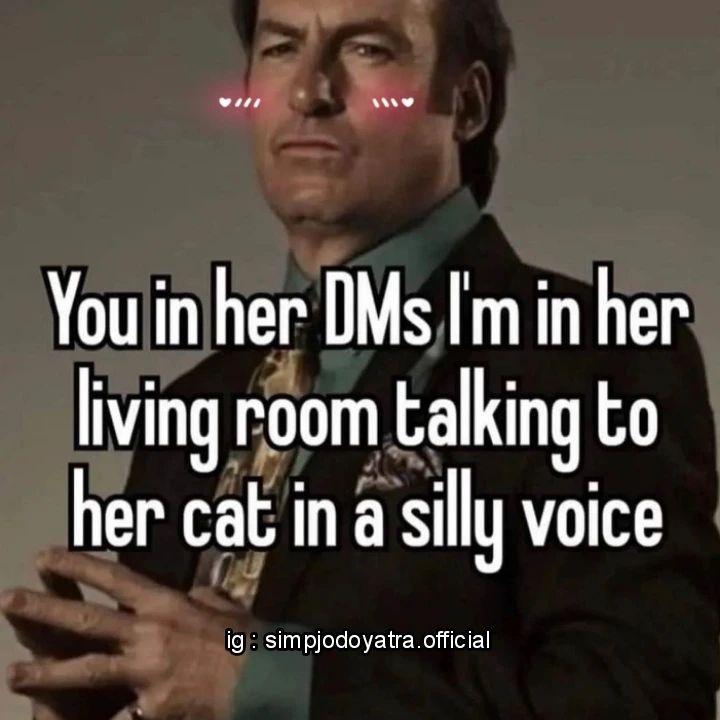 You in her DMs I'm in her
living room talking to
her cat in a silly voice
ig : simpjodoyatra.official